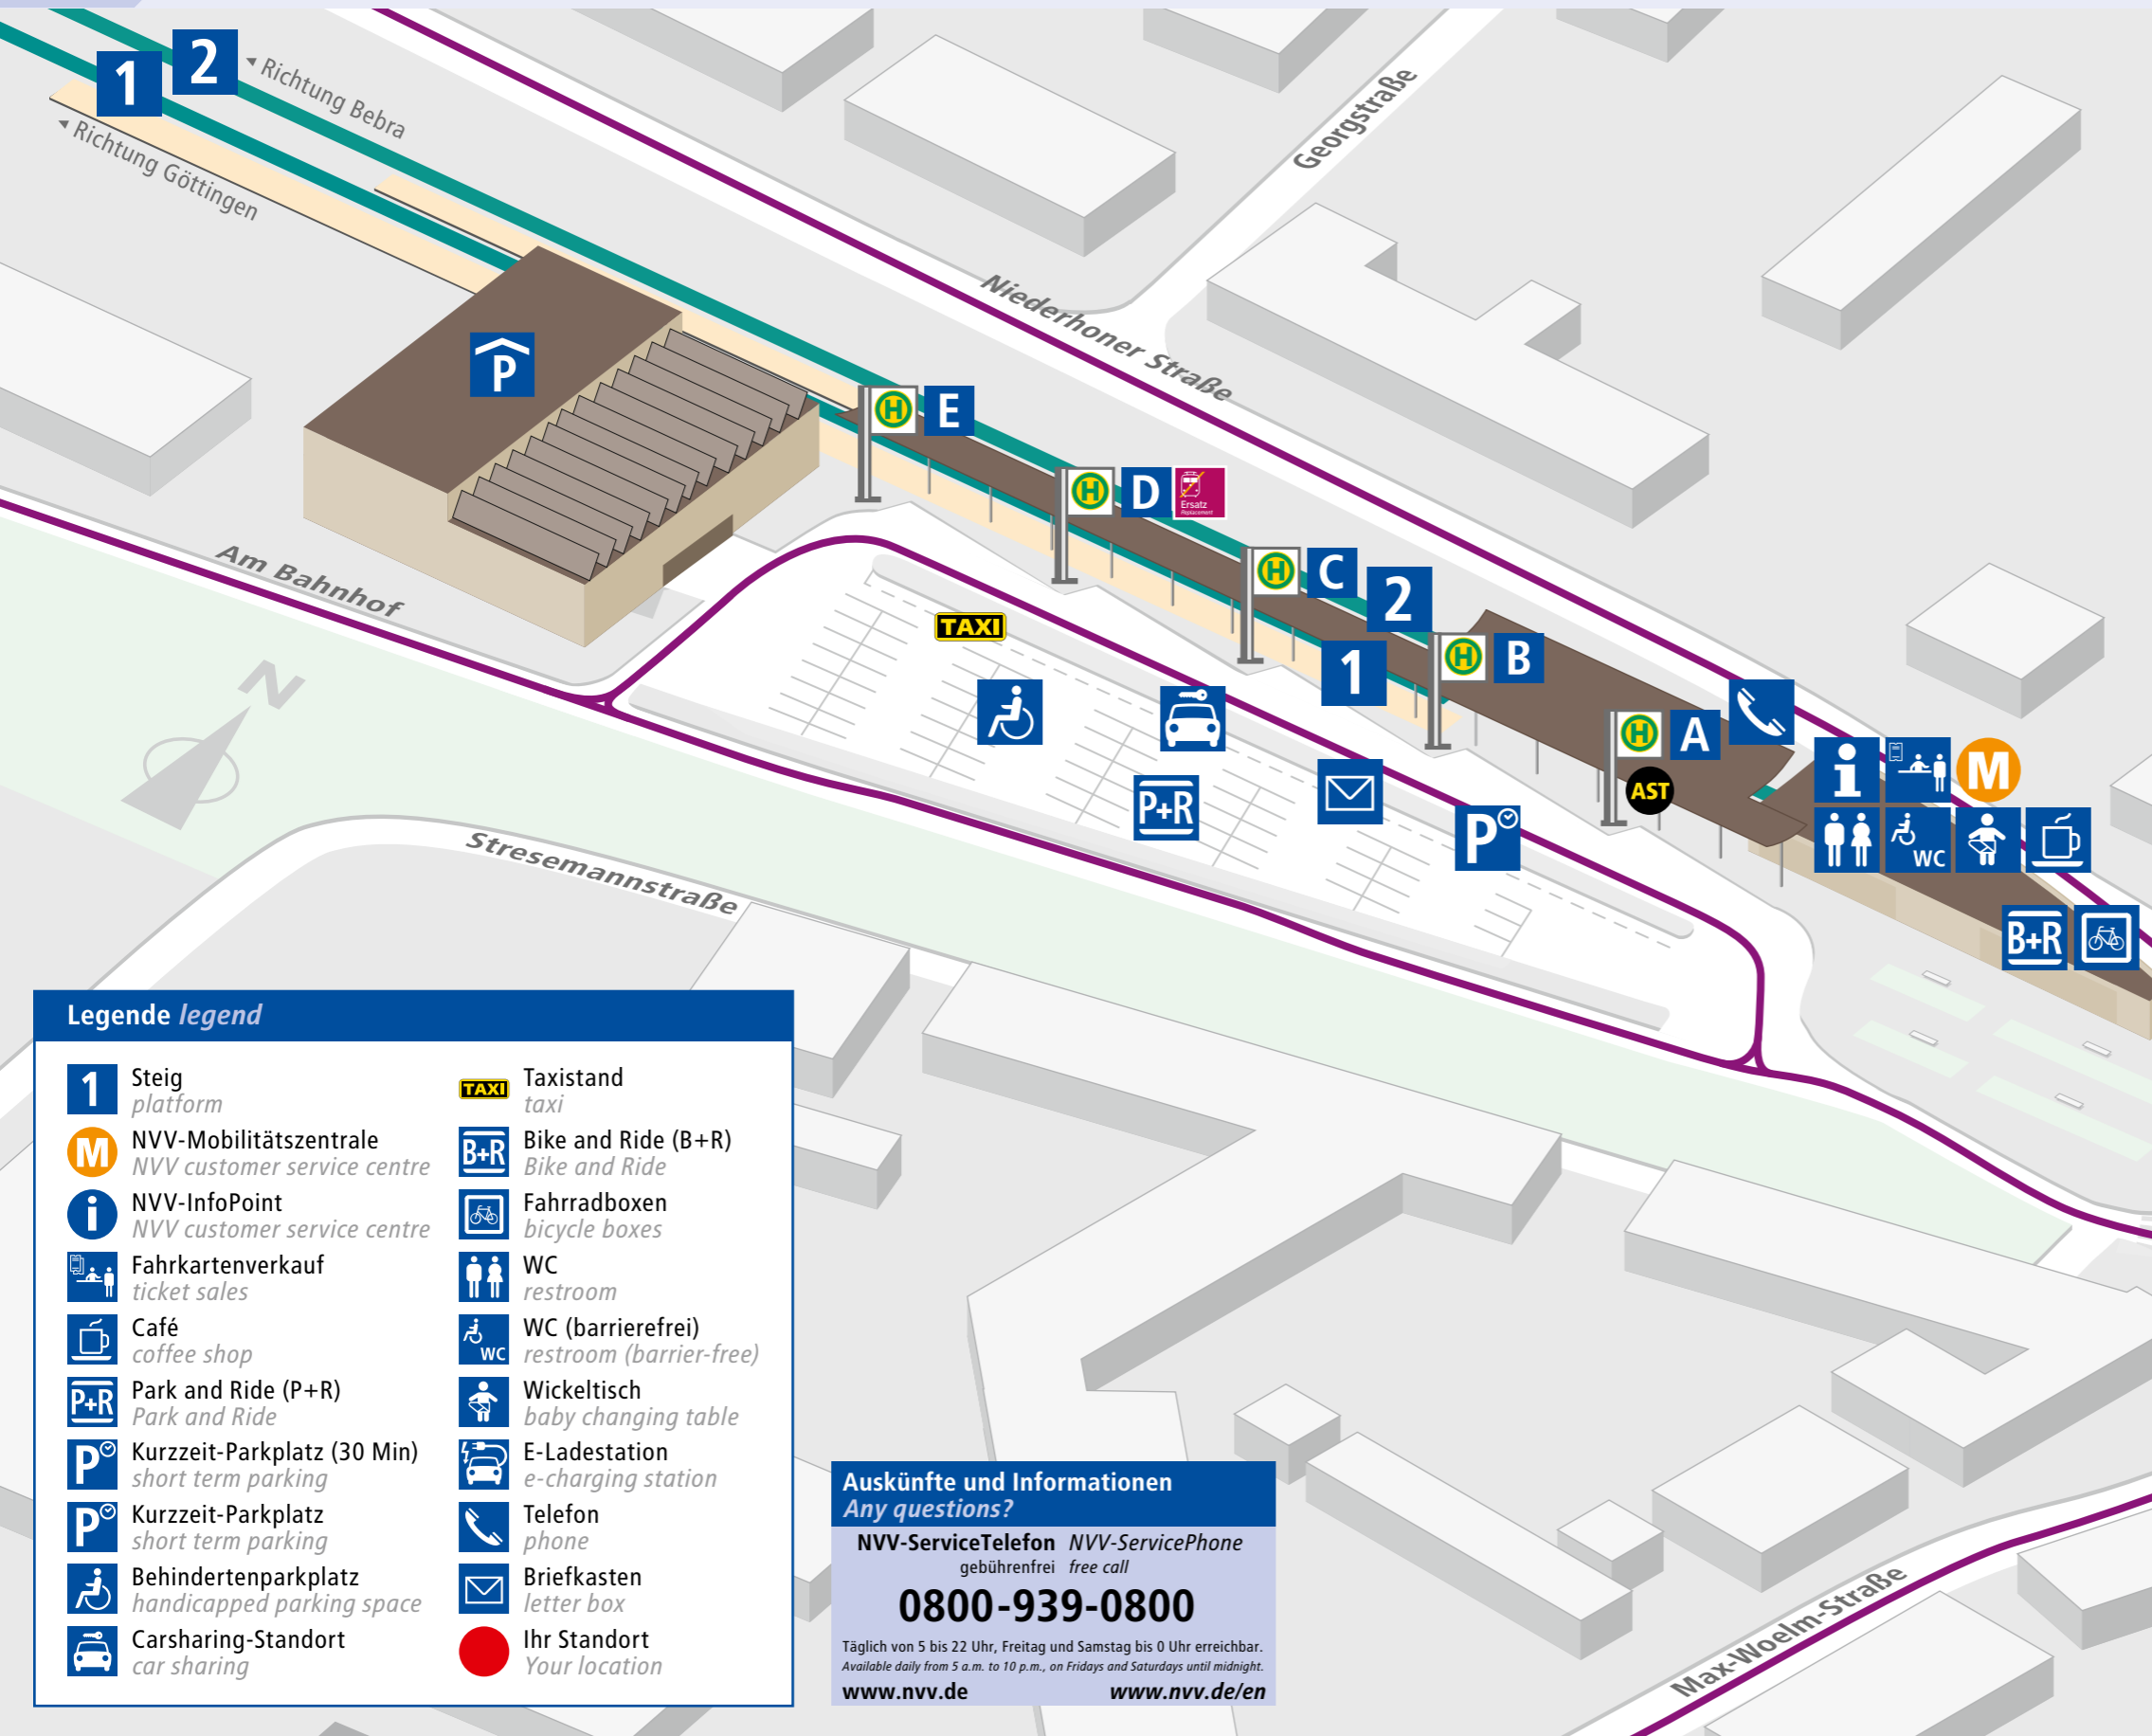 1
2
Richtung Bebra
Richtung Göttingen
Georgstraße
Niederhoner Straße
P
H E
H D
Ersatz
Replacement
H C
2
1
H B
H A
AST
TAXI
P+R
P
Am Bahnhof
N
Stresemannstraße
i
M
WC
B+R
Max-Woelm-Straße
Legende legend
1
Steig
platform
M
NVV-Mobilitätszentrale
NVV customer service centre
i
NVV-InfoPoint
NVV customer service centre
Fahrkartenverkauf
ticket sales
Café
coffee shop
P+R
Park and Ride (P+R)
Park and Ride
P
Kurzzeit-Parkplatz (30 Min)
short term parking
P
Kurzzeit-Parkplatz
short term parking
Behindertenparkplatz
handicapped parking space
Carsharing-Standort
car sharing
TAXI
Taxistand
taxi
B+R
Bike and Ride (B+R)
Bike and Ride
Fahrradboxen
bicycle boxes
WC
restroom
WC
WC (barrierefrei)
restroom (barrier-free)
Wickeltisch
baby changing table
E-Ladestation
e-charging station
Telefon
phone
Briefkasten
letter box
Ihr Standort
Your location
Auskünfte und Informationen
Any questions?
NVV-ServiceTelefon NVV-ServicePhone
gebührenfrei free call
0800-939-0800
Täglich von 5 bis 22 Uhr, Freitag und Samstag bis 0 Uhr erreichbar.
Available daily from 5 a.m. to 10 p.m., on Fridays and Saturdays until midnight.
www.nvv.de www.nvv.de/en